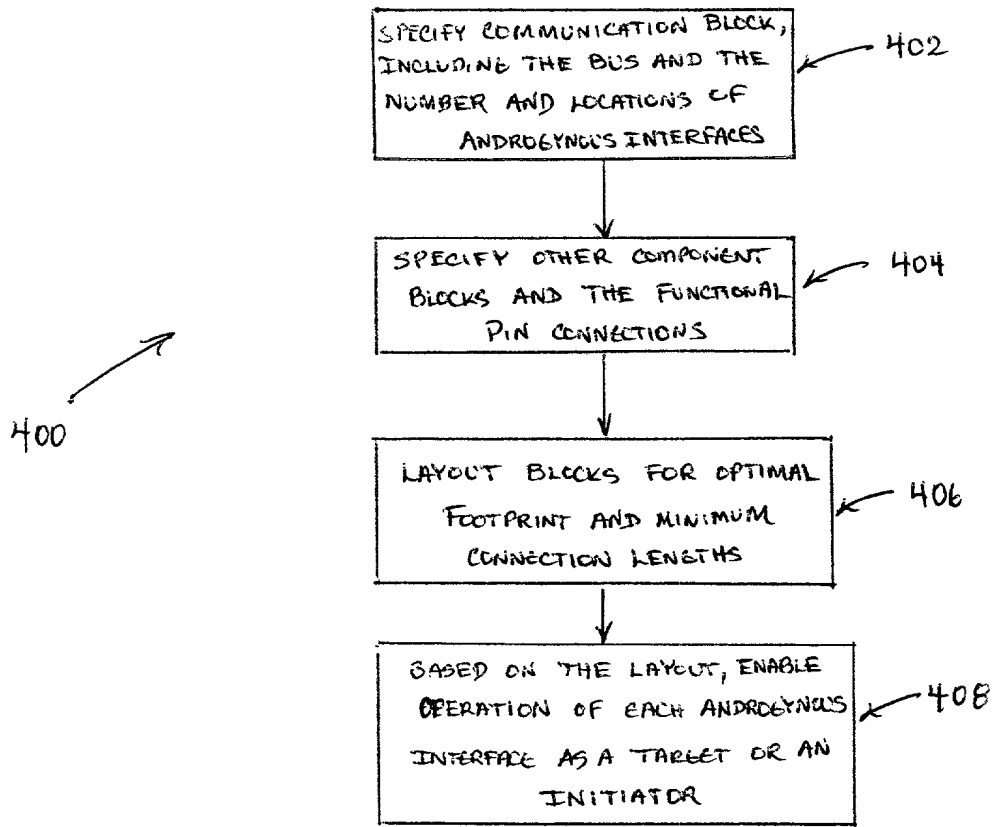 SPECIFY COMMUNICATION BLOCK,
INCLUDING THE BUS AND THE
NUMBER AND LOCATIONS OF
ANDROGYNOUS INTERFACES
402
SPECIFY OTHER COMPONENT
BLOCKS AND THE FUNCTIONAL
PIN CONNECTIONS
404
400
LAYOUT BLOCKS FOR OPTIMAL
FOOTPRINT AND MINIMUM
CONNECTION LENGTHS
406
BASED ON THE LAYOUT, ENABLE
OPERATION OF EACH ANDROGYNOUS
INTERFACE AS A TARGET OR AN
INITIATOR
408